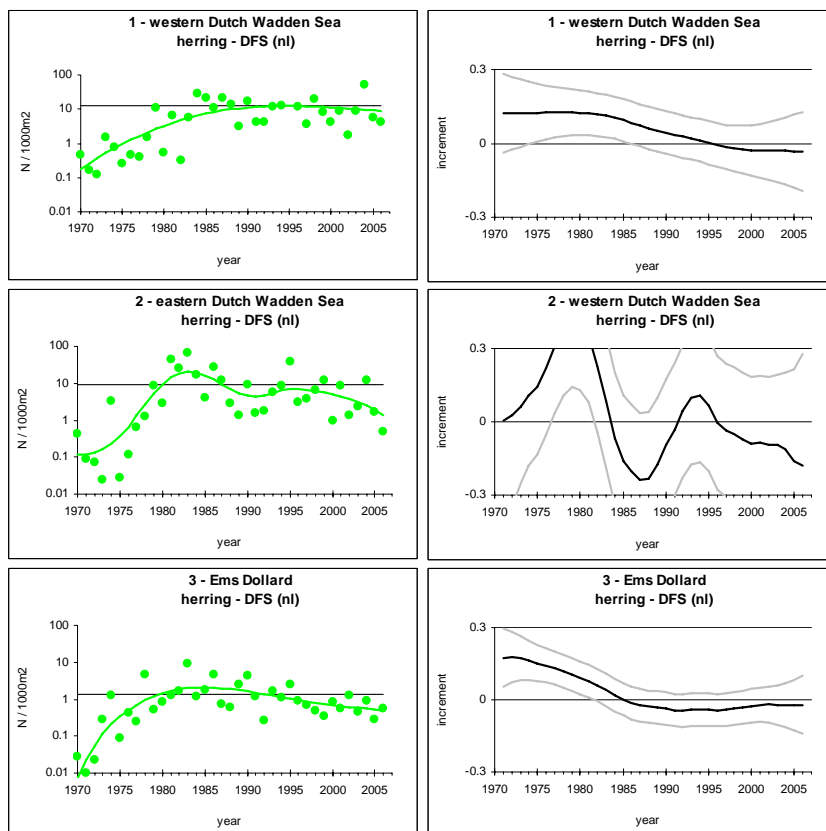 1 - western Dutch Wadden Sea
herring - DFS (nl)
100
10
1
0.1
0.01
N / 1000m2
1970 1975 1980 1985 1990 1995 2000 2005
year
1 - western Dutch Wadden Sea
herring - DFS (nl)
0.3
0
-0.3
increment
1970 1975 1980 1985 1990 1995 2000 2005
year
2 - eastern Dutch Wadden Sea
herring - DFS (nl)
100
10
1
0.1
0.01
N / 1000m2
1970 1975 1980 1985 1990 1995 2000 2005
year
2 - western Dutch Wadden Sea
herring - DFS (nl)
0.3
0
-0.3
increment
1970 1975 1980 1985 1990 1995 2000 2005
year
3 - Ems Dollard
herring - DFS (nl)
100
10
1
0.1
0.01
N / 1000m2
1970 1975 1980 1985 1990 1995 2000 2005
year
3 - Ems Dollard
herring - DFS (nl)
0.3
0
-0.3
increment
1970 1975 1980 1985 1990 1995 2000 2005
year